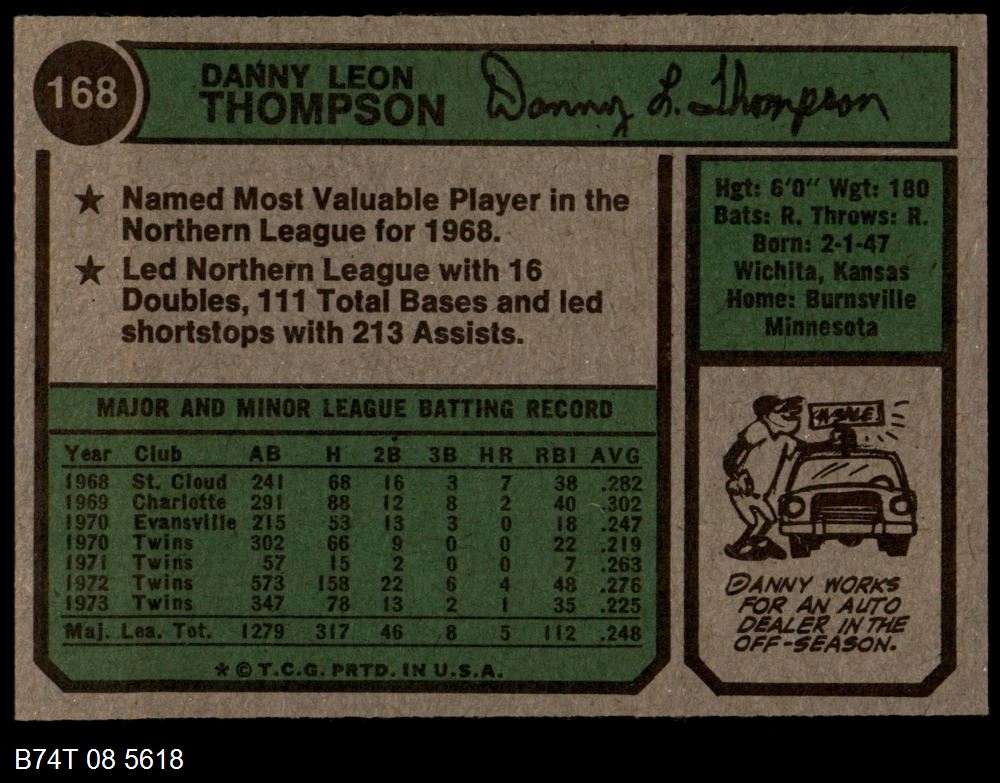 168
DANNY LEON
THOMPSON
Danny L. Thompson
★ Named Most Valuable Player in the
Northern League for 1968.
★ Led Northern League with 16
Doubles, 111 Total Bases and led
shortstops with 213 Assists.
Hgt: 6'0" Wgt: 180
Bats: R. Throws: R.
Born: 2-1-47
Wichita, Kansas
Home: Burnsville
Minnesota
MAJOR AND MINOR LEAGUE BATTING RECORD
Year Club AB H 2B 3B HR RBI AVG
1968 St. Cloud 241 68 16 3 7 38 .282
1969 Charlotte 291 88 12 8 2 40 .302
1970 Evansville 215 53 13 3 0 18 .247
1970 Twins 302 66 9 0 0 22 .219
1971 Twins 57 15 2 0 0 7 .263
1972 Twins 573 158 22 6 4 48 .276
1973 Twins 347 78 13 2 1 35 .225
Maj. Lea. Tot. 1279 317 46 8 5 112 .248
* © T.C.G. PRTD. IN U.S.A.
DANNY WORKS
FOR AN AUTO
DEALER IN THE
OFF-SEASON.
B74T 08 5618